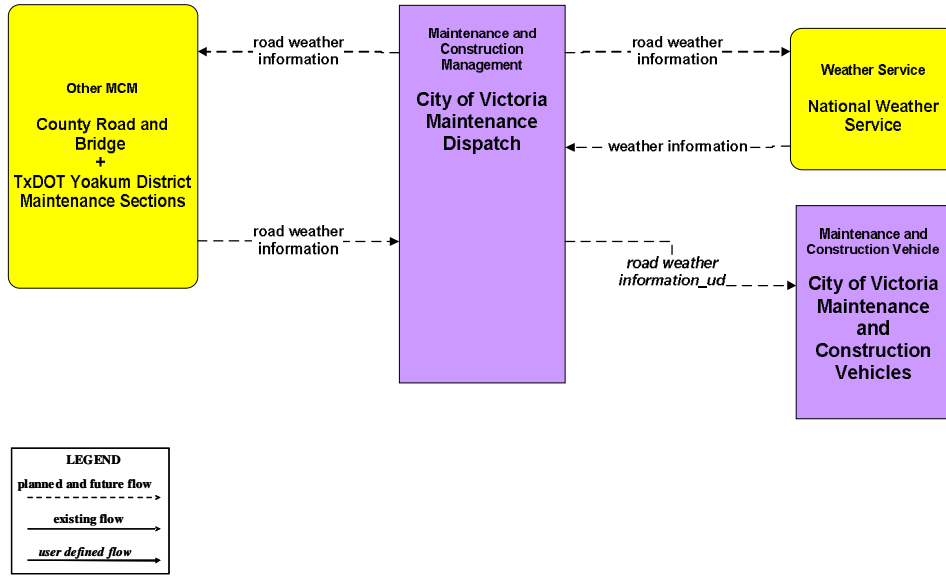 Other MCM
County Road and
Bridge
+
TxDOT Yoakum District
Maintenance Sections
road weather
information
road weather
information
Maintenance and
Construction
Management
City of Victoria
Maintenance
Dispatch
road weather
information
weather information
road weather
information_ud
Weather Service
National Weather
Service
Maintenance and
Construction Vehicle
City of Victoria
Maintenance
and
Construction
Vehicles
LEGEND
planned and future flow
existing flow
user defined flow